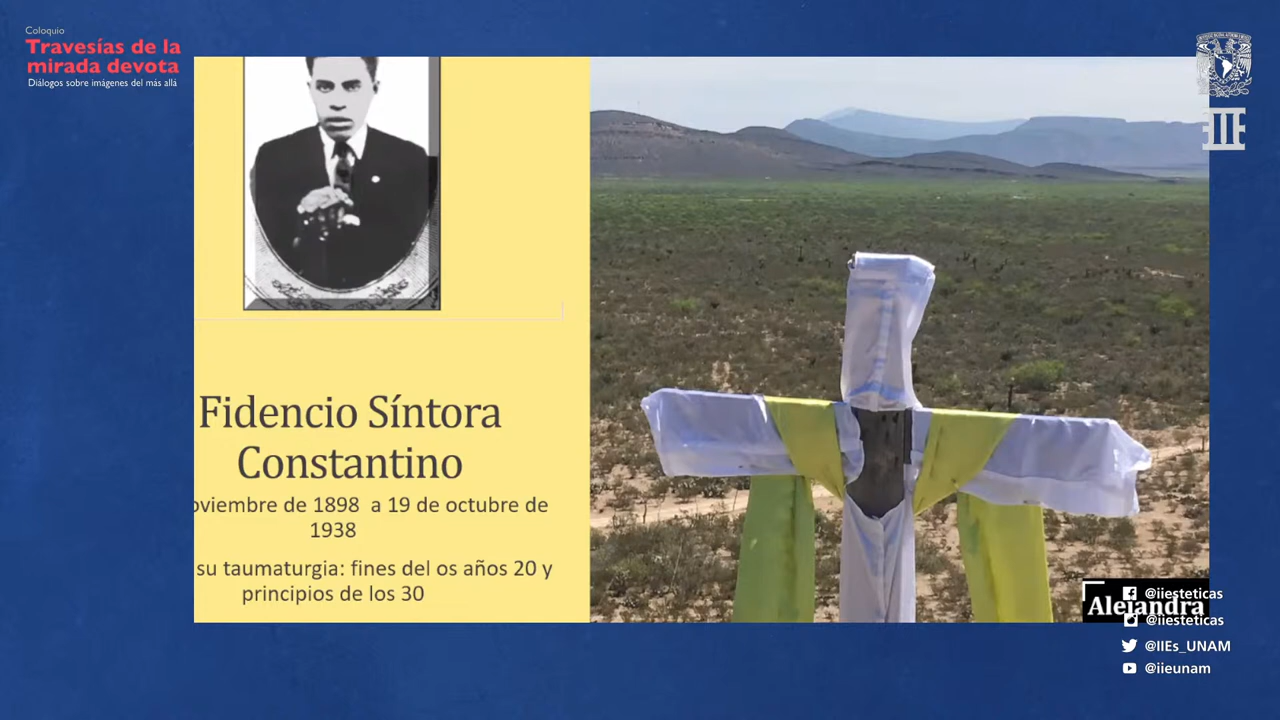 Coloquio
Travesías de la
mirada devota
Diálogos sobre imágenes del más allá
Fidencio Síntora
Constantino
oviembre de 1898 a 19 de octubre de
1938
su taumaturgia: fines del os años 20 y
principios de los 30
Alejandra
@iiesteticas
@iiesteticas
@IIEs_UNAM
@iieunam